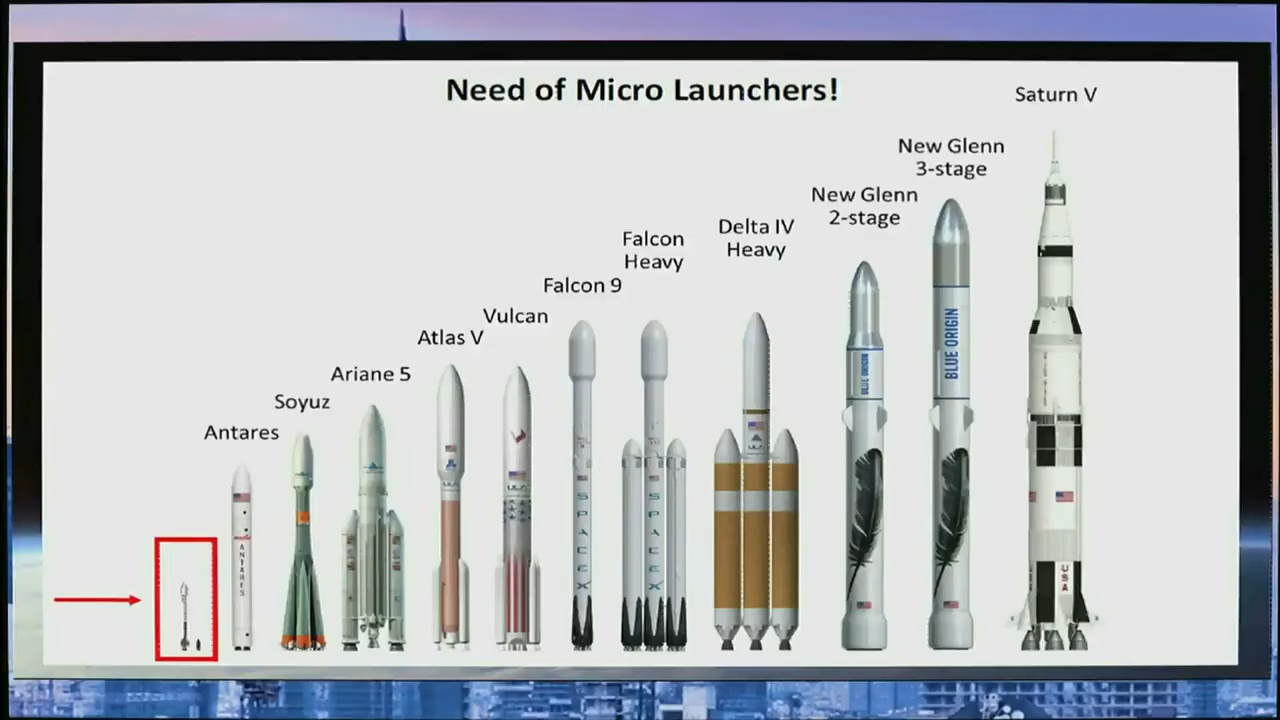 Need of Micro Launchers!
Saturn V
New Glenn
3-stage
New Glenn
2-stage
Delta IV
Heavy
Falcon
Heavy
Falcon 9
Vulcan
Atlas V
Ariane 5
Soyuz
Antares
ANTARES
SPACEX
SPACEX
BLUE ORIGIN
BLUE ORIGIN
USA